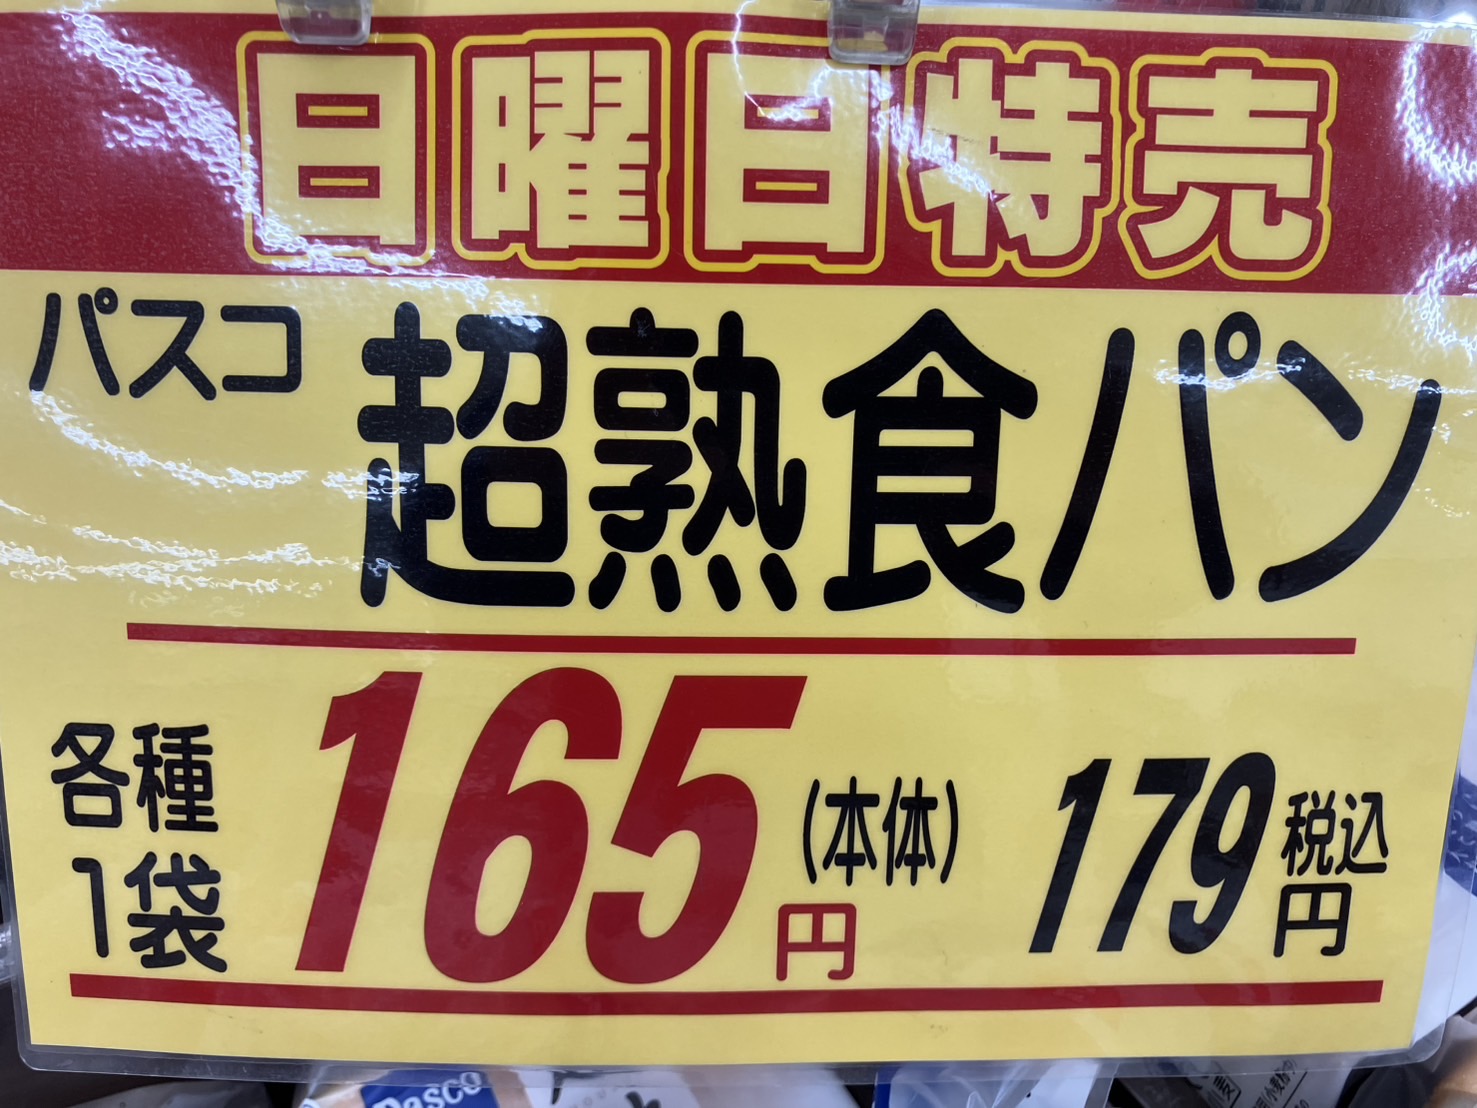 日曜日特売
パスコ 超熟食パン
各種
1袋
165円(本体)
179円税込
Pasco